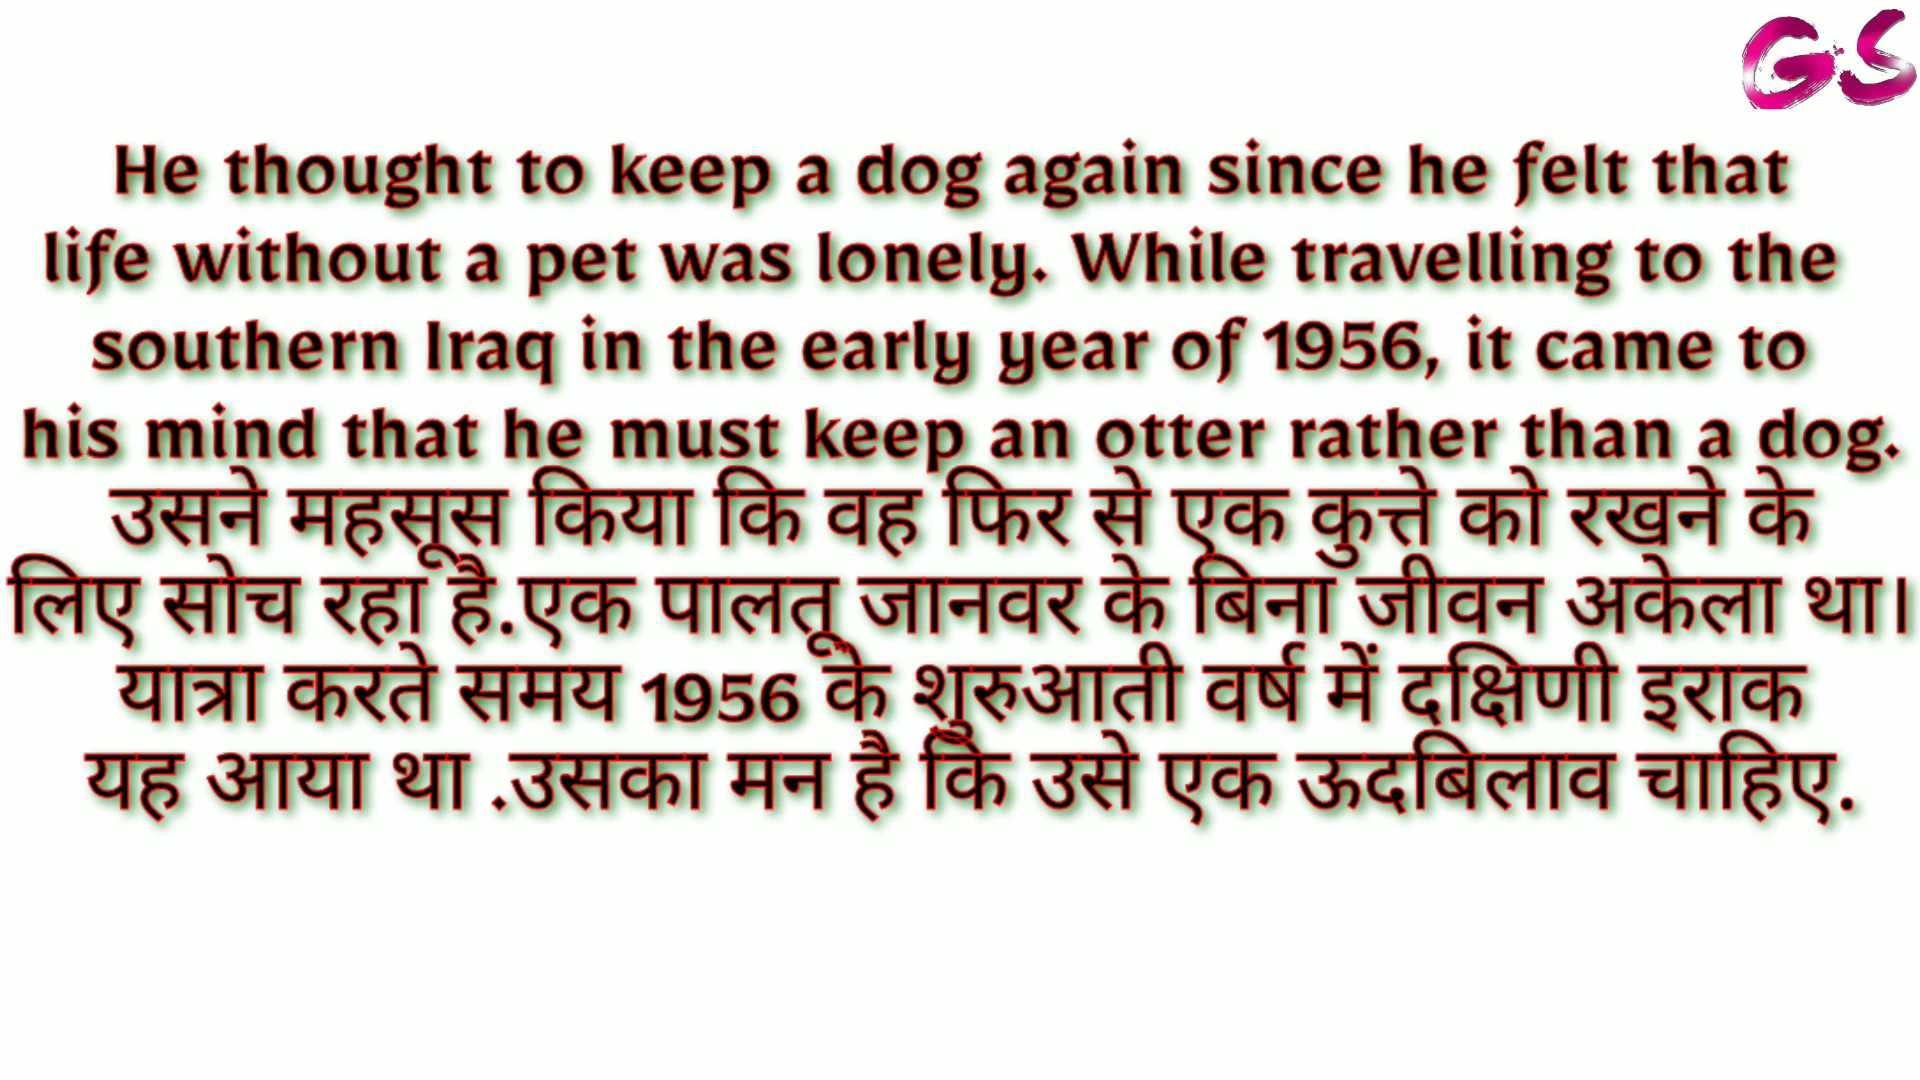 GS
He thought to keep a dog again since he felt that
life without a pet was lonely. While travelling to the
southern Iraq in the early year of 1956, it came to
his mind that he must keep an otter rather than a dog.
उसने महसूस किया कि वह फिर से एक कुत्ते को रखने के
लिए सोच रहा है.एक पालतू जानवर के बिना जीवन अकेला था।
यात्रा करते समय 1956 के शुरुआती वर्ष में दक्षिणी इराक
यह आया था .उसका मन है कि उसे एक ऊदबिलाव चाहिए.